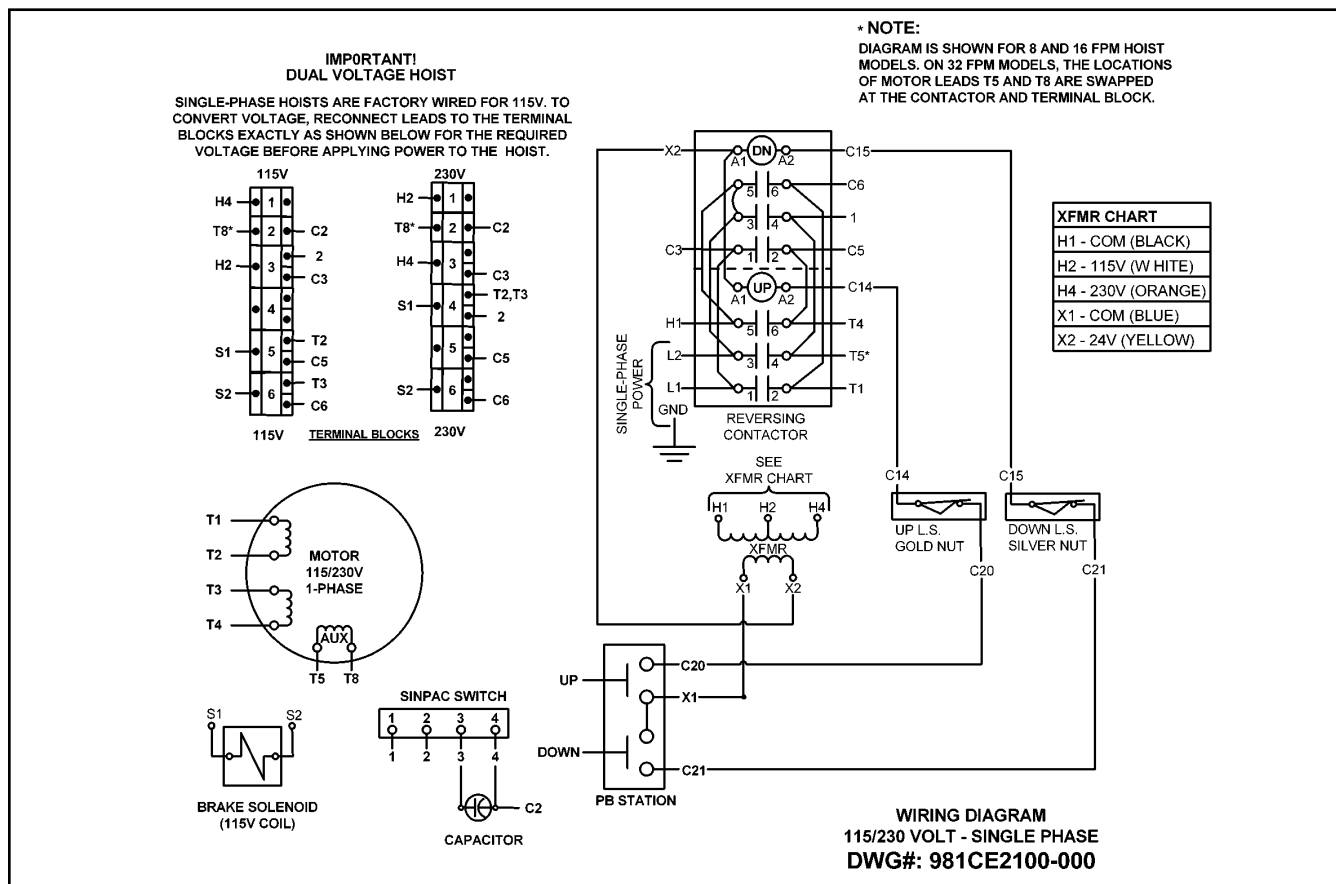 * NOTE:
DIAGRAM IS SHOWN FOR 8 AND 16 FPM HOIST
MODELS. ON 32 FPM MODELS, THE LOCATIONS
OF MOTOR LEADS T5 AND T8 ARE SWAPPED
AT THE CONTACTOR AND TERMINAL BLOCK.
IMP0RTANT!
DUAL VOLTAGE HOIST
SINGLE-PHASE HOISTS ARE FACTORY WIRED FOR 115V. TO
CONVERT VOLTAGE, RECONNECT LEADS TO THE TERMINAL
BLOCKS EXACTLY AS SHOWN BELOW FOR THE REQUIRED
VOLTAGE BEFORE APPLYING POWER TO THE HOIST.
115V
H4 1
T8* 2 C2
H2 3 2
C3
4
S1 5 T2
C5
S2 6 T3
C6
115V
230V
H2 1
T8* 2 C2
H4 3
C3
S1 4 T2,T3
2
5
C5
S2 6
C6
230V
TERMINAL BLOCKS
X2 A1 DN A2 C15
5 6 C6
3 4 1
C3 1 2 C5
A1 UP A2 C14
H1 5 6 T4
L2 3 4 T5*
L1 1 2 T1
GND
SINGLE-PHASE
POWER
REVERSING
CONTACTOR
XFMR CHART
H1 - COM (BLACK)
H2 - 115V (W HITE)
H4 - 230V (ORANGE)
X1 - COM (BLUE)
X2 - 24V (YELLOW)
SEE
XFMR CHART
H1 H2 H4
XFMR
X1 X2
C14
UP L.S.
GOLD NUT
C20
C15
DOWN L.S.
SILVER NUT
C21
T1
T2
T3
T4
MOTOR
115/230V
1-PHASE
AUX
T5 T8
S1 S2
BRAKE SOLENOID
(115V COIL)
SINPAC SWITCH
1 2 3 4
1 2 3 4
C2
CAPACITOR
UP
DOWN
C20
X1
C21
PB STATION
WIRING DIAGRAM
115/230 VOLT - SINGLE PHASE
DWG#: 981CE2100-000